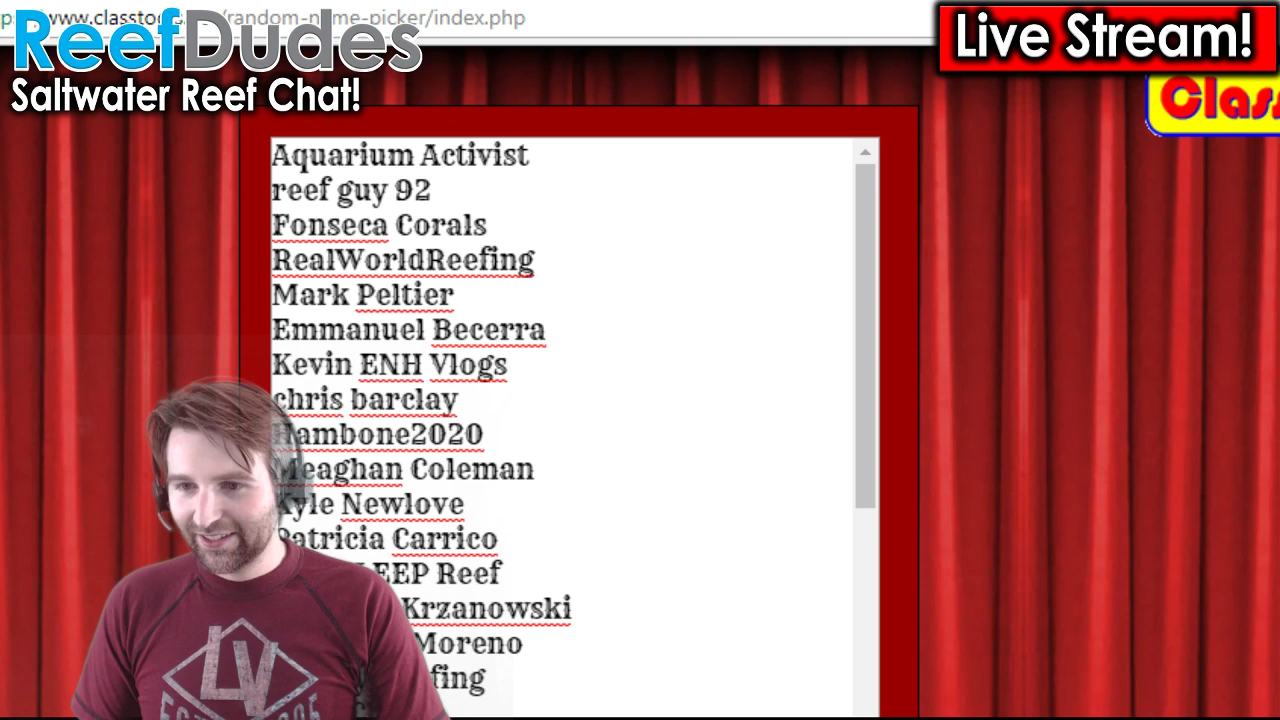 www.classtoo /random-name-picker/index.php
ReefDudes
Saltwater Reef Chat!
Live Stream!
Class
Aquarium Activist
reef guy 92
Fonseca Corals
RealWorldReefing
Mark Peltier
Emmanuel Becerra
Kevin ENH Vlogs
chris barclay
Hambone2020
Meaghan Coleman
Kyle Newlove
Patricia Carrico
Reef
Krzanowski
Moreno
LV